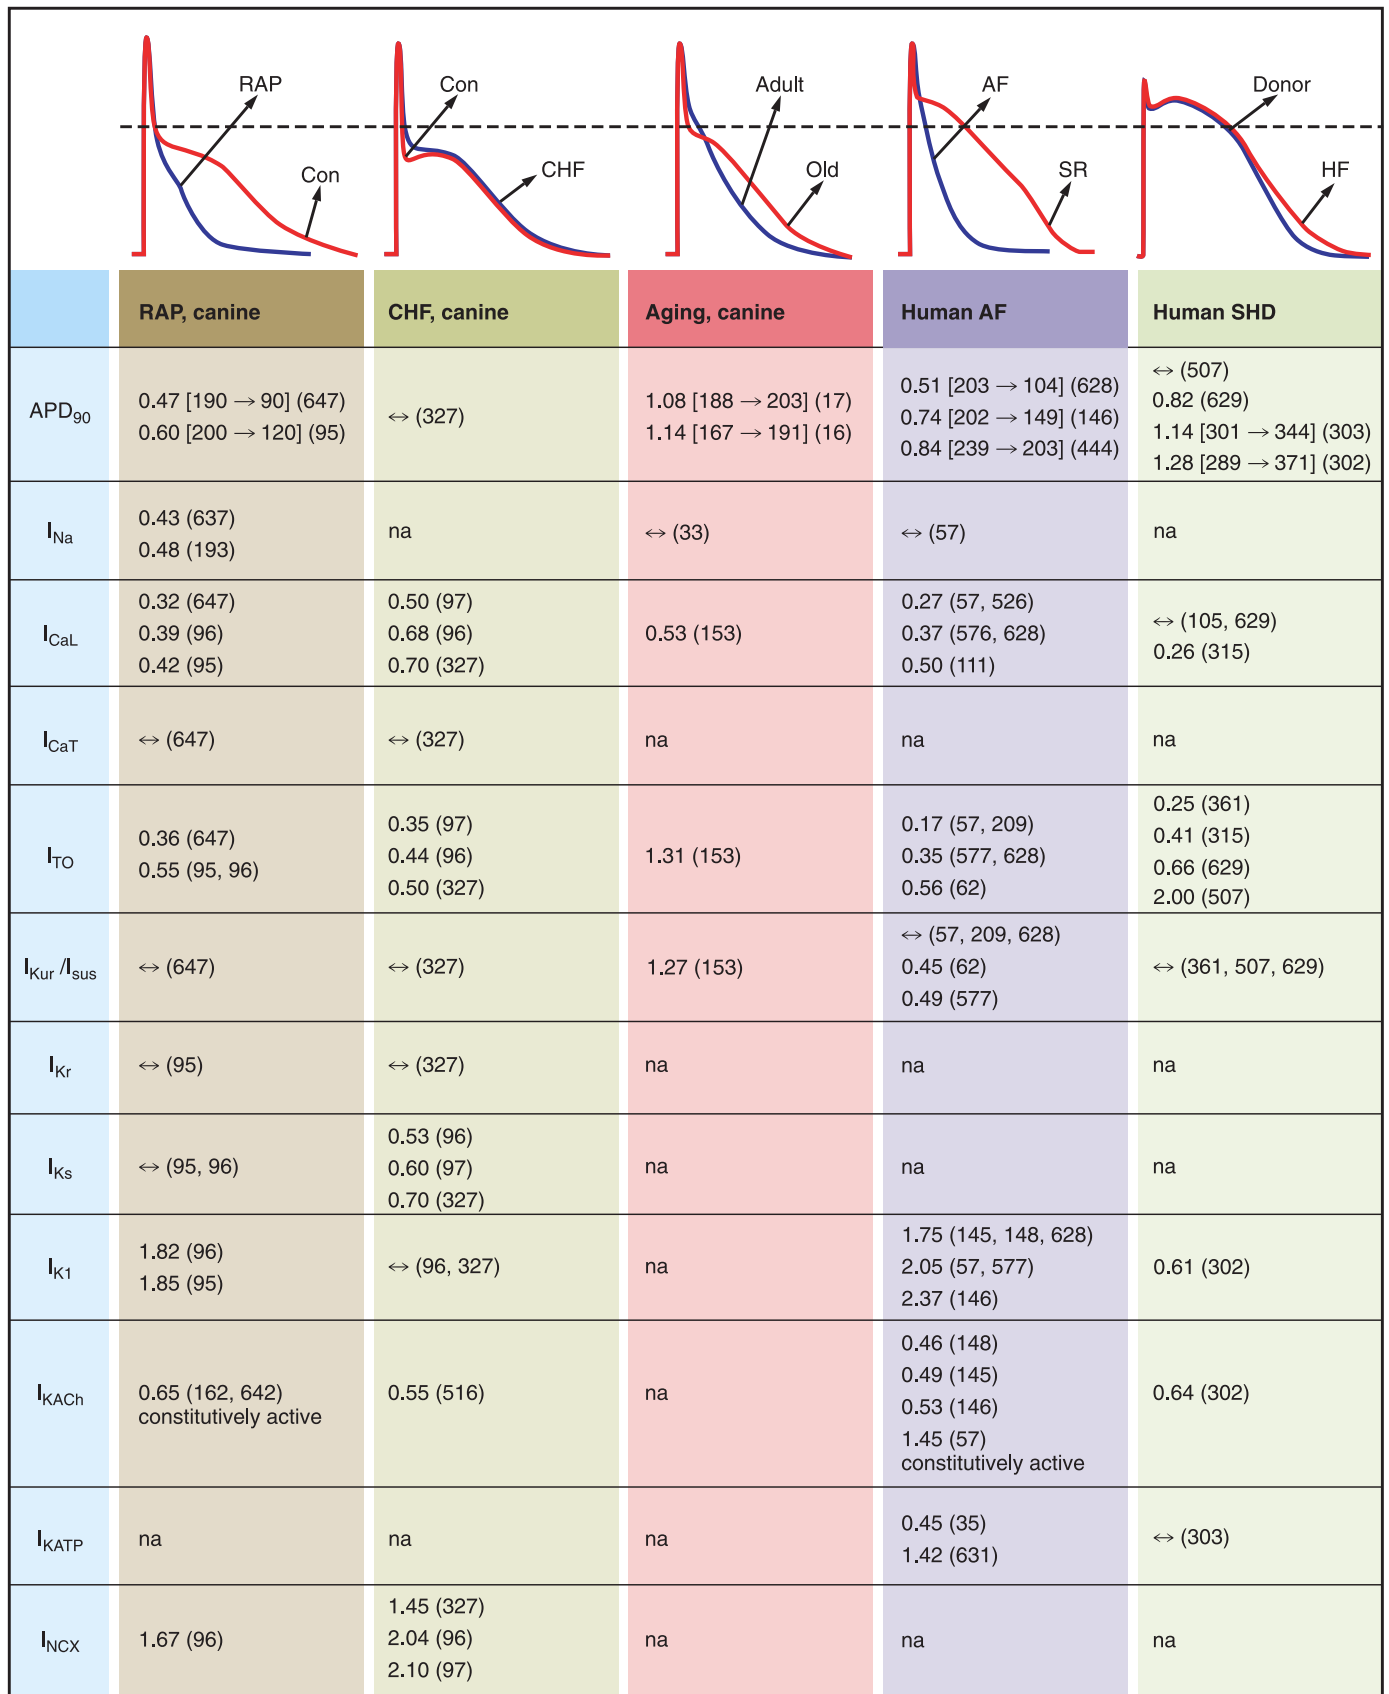 RAP
Con
Con
CHF
Adult
Old
AF
SR
Donor
HF
RAP, canine
CHF, canine
Aging, canine
Human AF
Human SHD
APD90
0.47 [190 → 90] (647)
0.60 [200 → 120] (95)
↔ (327)
1.08 [188 → 203] (17)
1.14 [167 → 191] (16)
0.51 [203 → 104] (628)
0.74 [202 → 149] (146)
0.84 [239 → 203] (444)
↔ (507)
0.82 (629)
1.14 [301 → 344] (303)
1.28 [289 → 371] (302)
INa
0.43 (637)
0.48 (193)
na
↔ (33)
↔ (57)
na
ICaL
0.32 (647)
0.39 (96)
0.42 (95)
0.50 (97)
0.68 (96)
0.70 (327)
0.53 (153)
0.27 (57, 526)
0.37 (576, 628)
0.50 (111)
↔ (105, 629)
0.26 (315)
ICaT
↔ (647)
↔ (327)
na
na
na
ITO
0.36 (647)
0.55 (95, 96)
0.35 (97)
0.44 (96)
0.50 (327)
1.31 (153)
0.17 (57, 209)
0.35 (577, 628)
0.56 (62)
0.25 (361)
0.41 (315)
0.66 (629)
2.00 (507)
IKur /Isus
↔ (647)
↔ (327)
1.27 (153)
↔ (57, 209, 628)
0.45 (62)
0.49 (577)
↔ (361, 507, 629)
IKr
↔ (95)
↔ (327)
na
na
na
IKs
↔ (95, 96)
0.53 (96)
0.60 (97)
0.70 (327)
na
na
na
IK1
1.82 (96)
1.85 (95)
↔ (96, 327)
na
1.75 (145, 148, 628)
2.05 (57, 577)
2.37 (146)
0.61 (302)
IKACh
0.65 (162, 642)
constitutively active
0.55 (516)
na
0.46 (148)
0.49 (145)
0.53 (146)
1.45 (57)
constitutively active
0.64 (302)
IKATP
na
na
na
0.45 (35)
1.42 (631)
↔ (303)
INCX
1.67 (96)
1.45 (327)
2.04 (96)
2.10 (97)
na
na
na